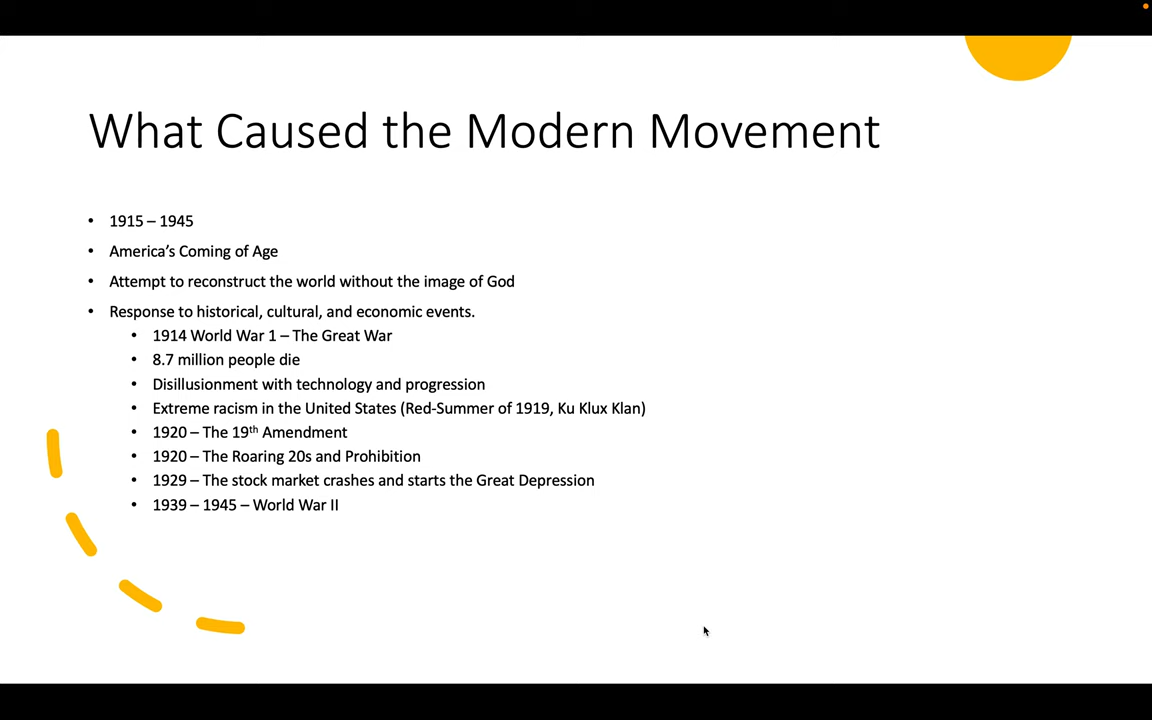 What Caused the Modern Movement
• 1915 – 1945
• America’s Coming of Age
• Attempt to reconstruct the world without the image of God
• Response to historical, cultural, and economic events.
• 1914 World War 1 – The Great War
• 8.7 million people die
• Disillusionment with technology and progression
• Extreme racism in the United States (Red-Summer of 1919, Ku Klux Klan)
• 1920 – The 19th Amendment
• 1920 – The Roaring 20s and Prohibition
• 1929 – The stock market crashes and starts the Great Depression
• 1939 – 1945 – World War II